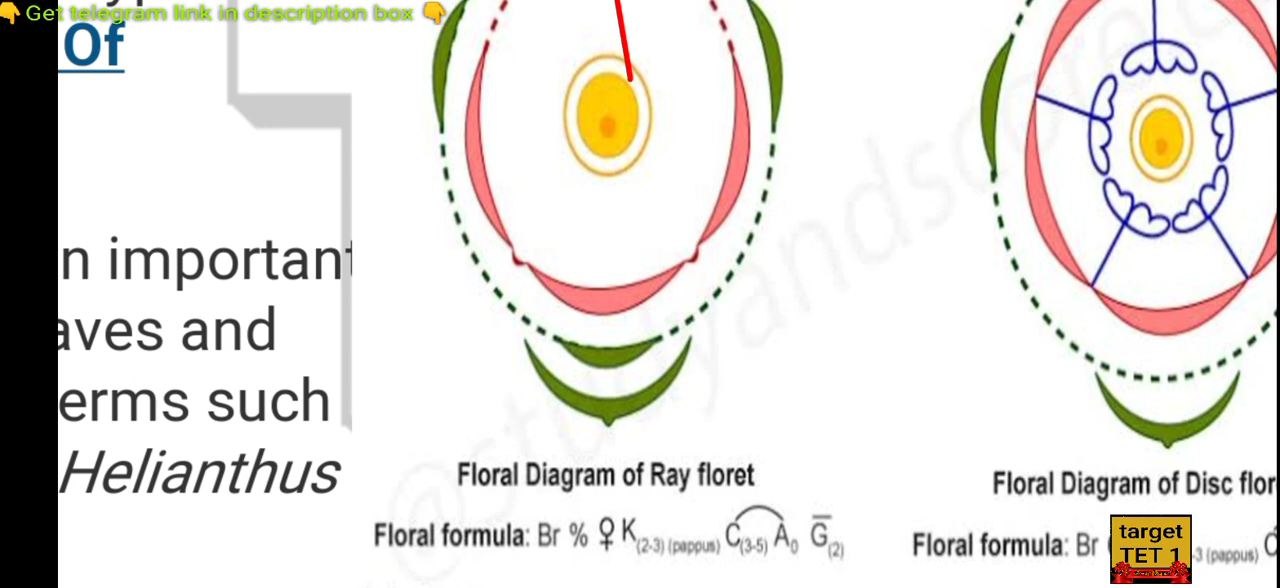 👇 Get telegram link in description box 👇
Of
n important
aves and
erms such
Helianthus
Floral Diagram of Ray floret
Floral formula: Br % ♀ K(2-3) (pappus) C(3-5) A0 G̅(2)
Floral Diagram of Disc flor
Floral formula: Br
-3 (pappus)
target
TET 1
@studyandscore